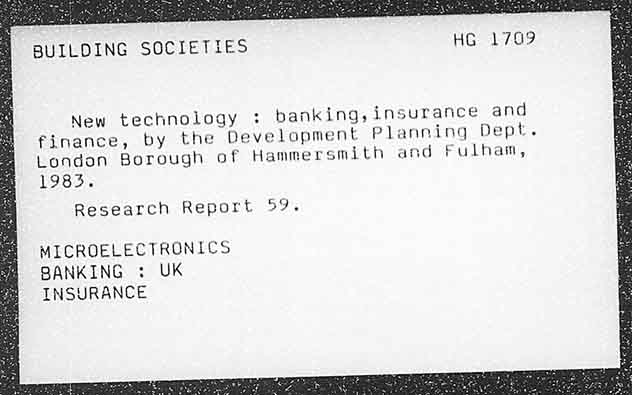 BUILDING SOCIETIES HG 1709
New technology : banking,insurance and
finance, by the Development Planning Dept.
London Borough of Hammersmith and Fulham,
1983.
Research Report 59.
MICROELECTRONICS
BANKING : UK
INSURANCE